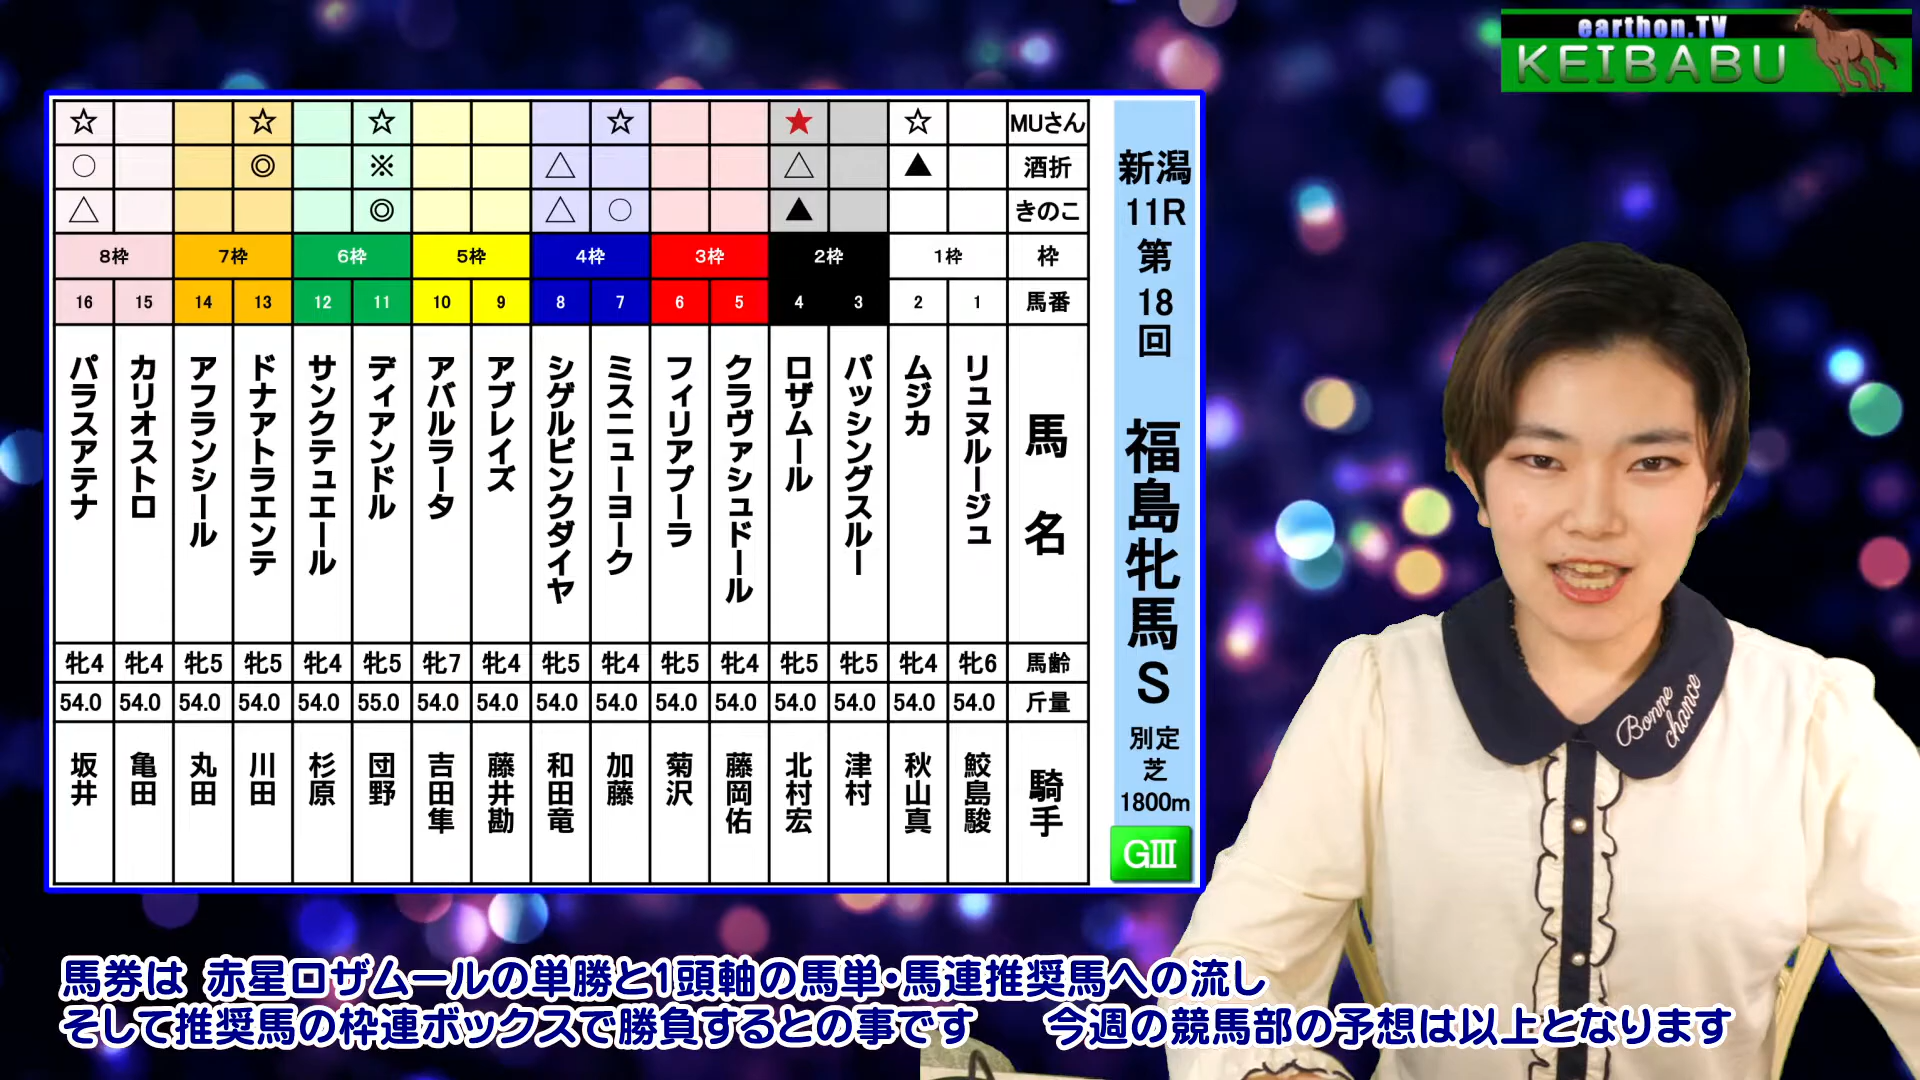 earthon.TV
KEIBABU
☆ ☆ ☆ ☆ ★ ☆ MUさん
○ ◎ ※ △ △ ▲ 酒折
△ ◎ △ ○ ▲ きのこ
8枠 7枠 6枠 5枠 4枠 3枠 2枠 1枠 枠
16 15 14 13 12 11 10 9 8 7 6 5 4 3 2 1 馬番
パラスアテナ カリオストロ アフランシール ドナアトラエンテ サンクテュエール ディアンドル アバルラータ アブレイズ シゲルピンクダイヤ ミスニューヨーク フィリアプーラ クラヴァシュドール ロザムール パッシングスルー ムジカ リュヌルージュ 馬名
牝4 牝4 牝5 牝5 牝4 牝5 牝7 牝4 牝5 牝4 牝5 牝4 牝5 牝5 牝4 牝6 馬齢
54.0 54.0 54.0 54.0 54.0 55.0 54.0 54.0 54.0 54.0 54.0 54.0 54.0 54.0 54.0 54.0 斤量
坂井 亀田 丸田 川田 杉原 団野 吉田隼 藤井勘 和田竜 加藤 菊沢 藤岡佑 北村宏 津村 秋山真 鮫島駿 騎手
新潟
11R
第
18
回
福島牝馬S
別定
芝
1800m
GⅢ
Bonne
chance
馬券は 赤星ロザムールの単勝と1頭軸の馬単・馬連推奨馬への流し
そして推奨馬の枠連ボックスで勝負するとの事です 今週の競馬部の予想は以上となります